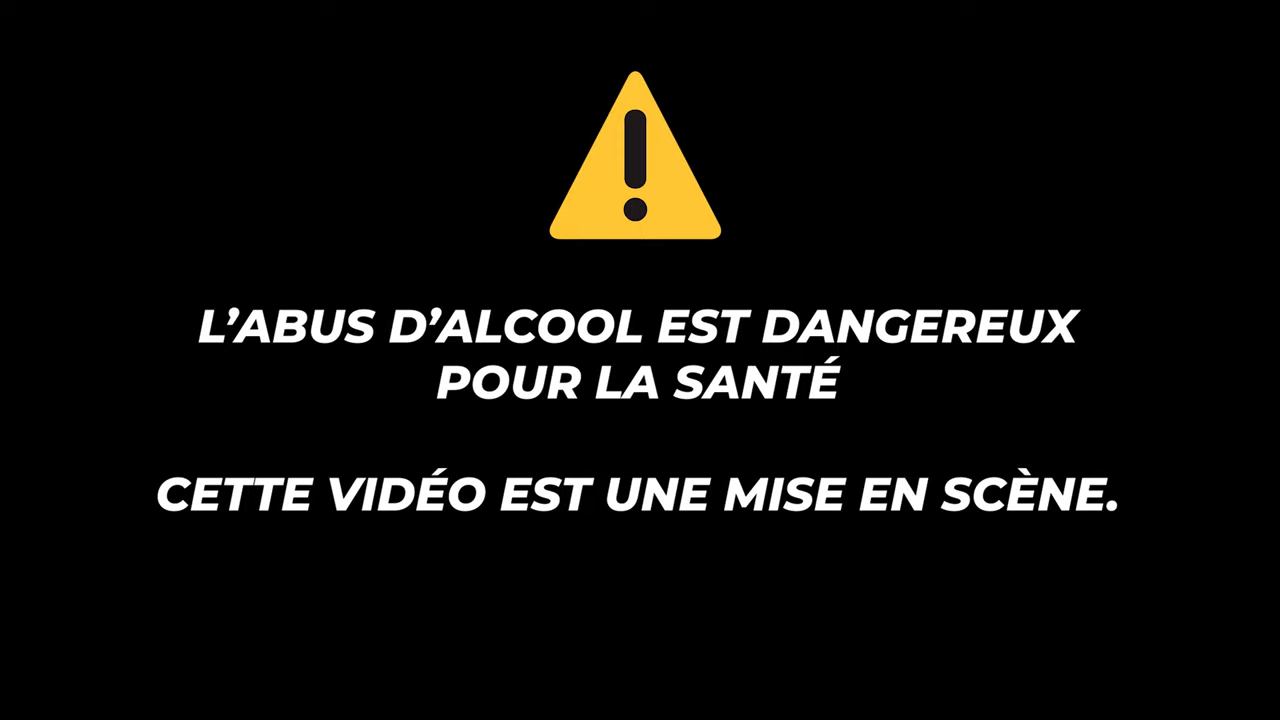 L’ABUS D’ALCOOL EST DANGEREUX
POUR LA SANTÉ
CETTE VIDÉO EST UNE MISE EN SCÈNE.